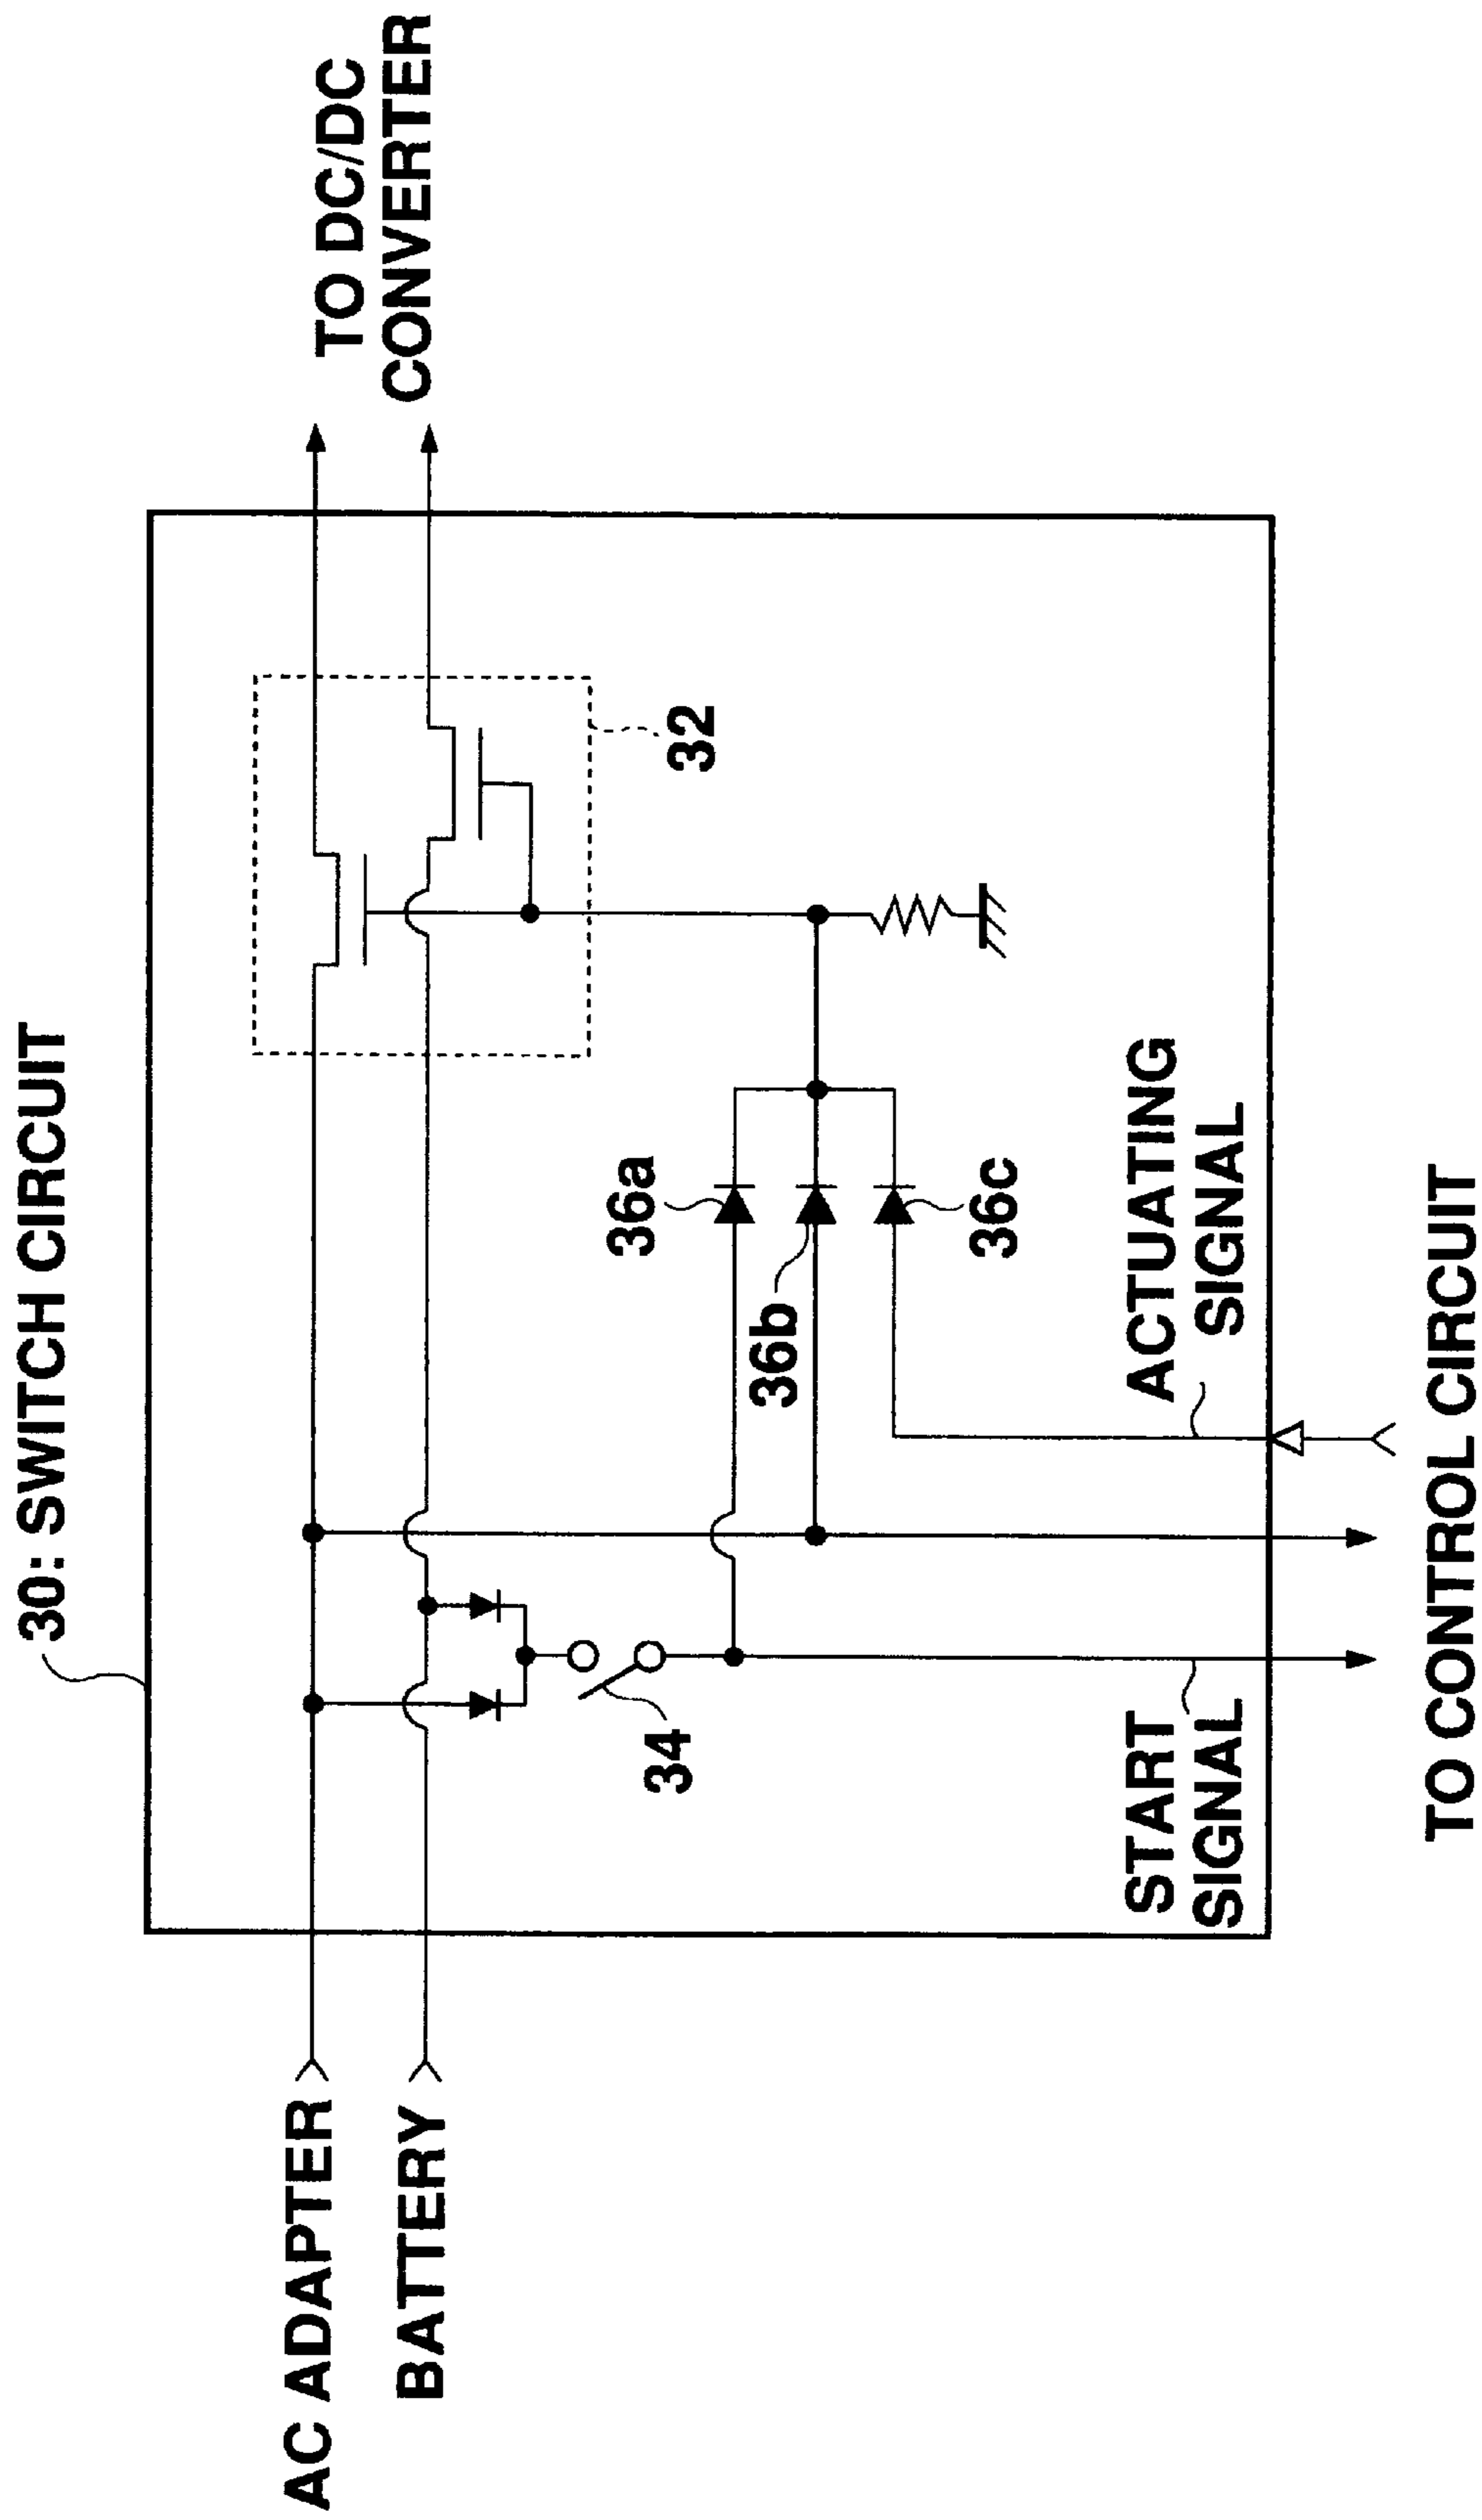 30: SWITCH CIRCUIT
AC ADAPTER
BATTERY
TO DC/DC
CONVERTER
32
34
36a
36b
36c
START
SIGNAL
ACTUATING
SIGNAL
TO CONTROL CIRCUIT